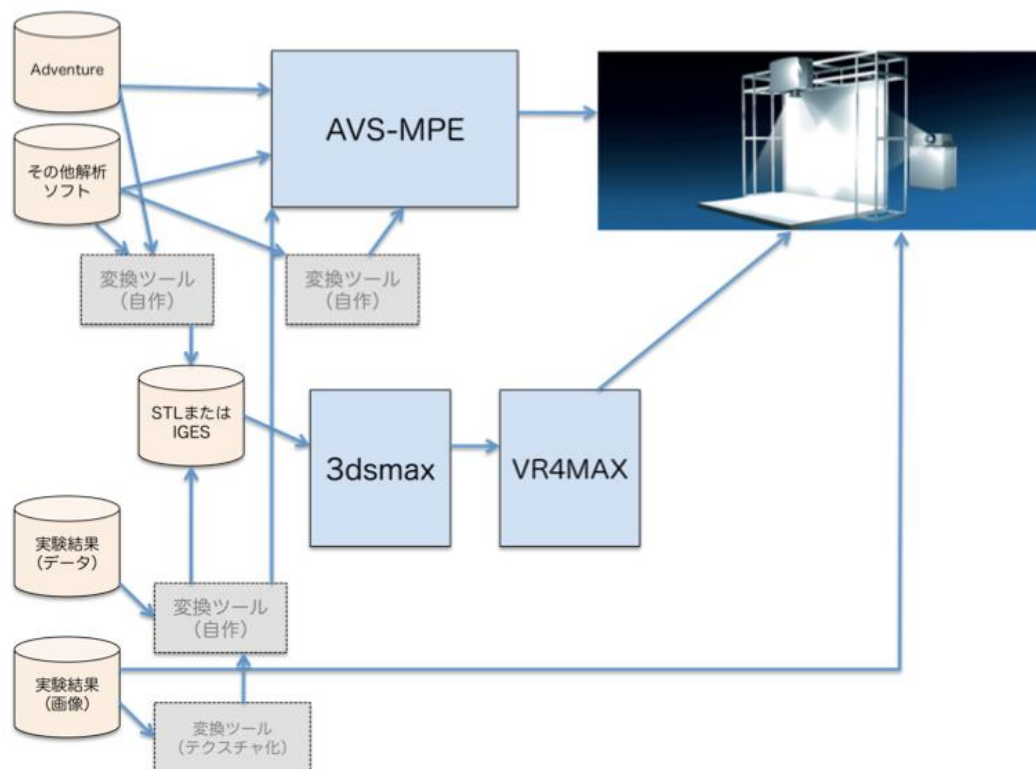 Adventure
AVS-MPE
その他解析
ソフト
変換ツール
（自作）
変換ツール
（自作）
STLまたは
IGES
3dsmax
VR4MAX
実験結果
（データ）
変換ツール
（自作）
実験結果
（画像）
変換ツール
（テクスチャ化）